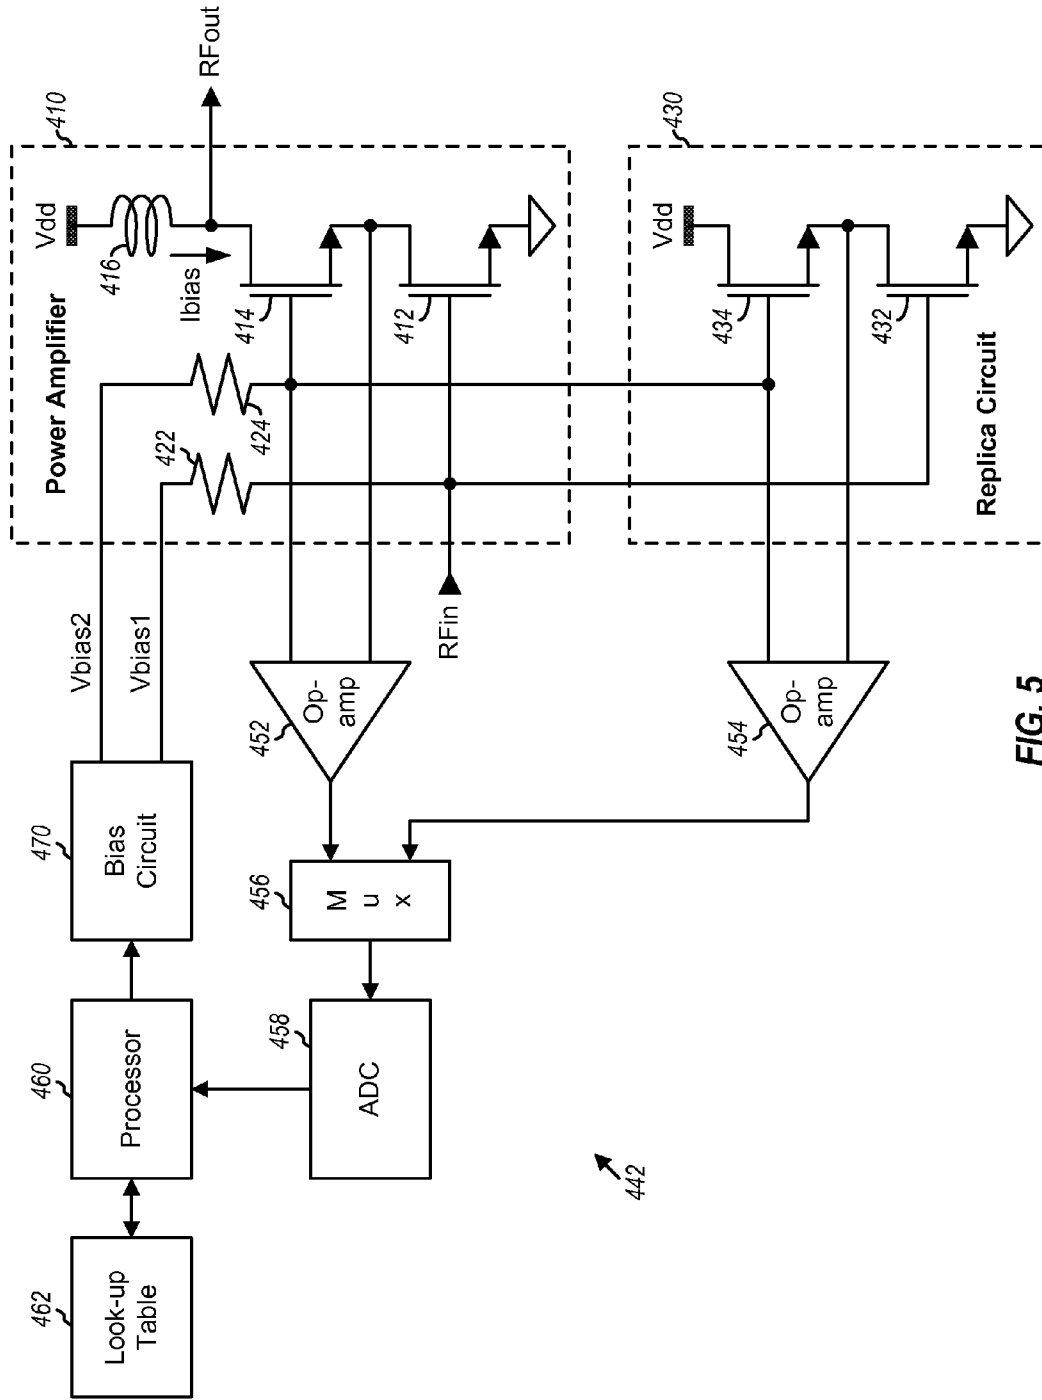 462
Look-up
Table
460
Processor
470
Bias
Circuit
Vbias2
Vbias1
Power Amplifier
410
Vdd
416
Ibias
RFout
422
424
414
412
RFin
452
Op-
amp
456
M
u
x
458
ADC
442
454
Op-
amp
430
Vdd
434
432
Replica Circuit
FIG. 5